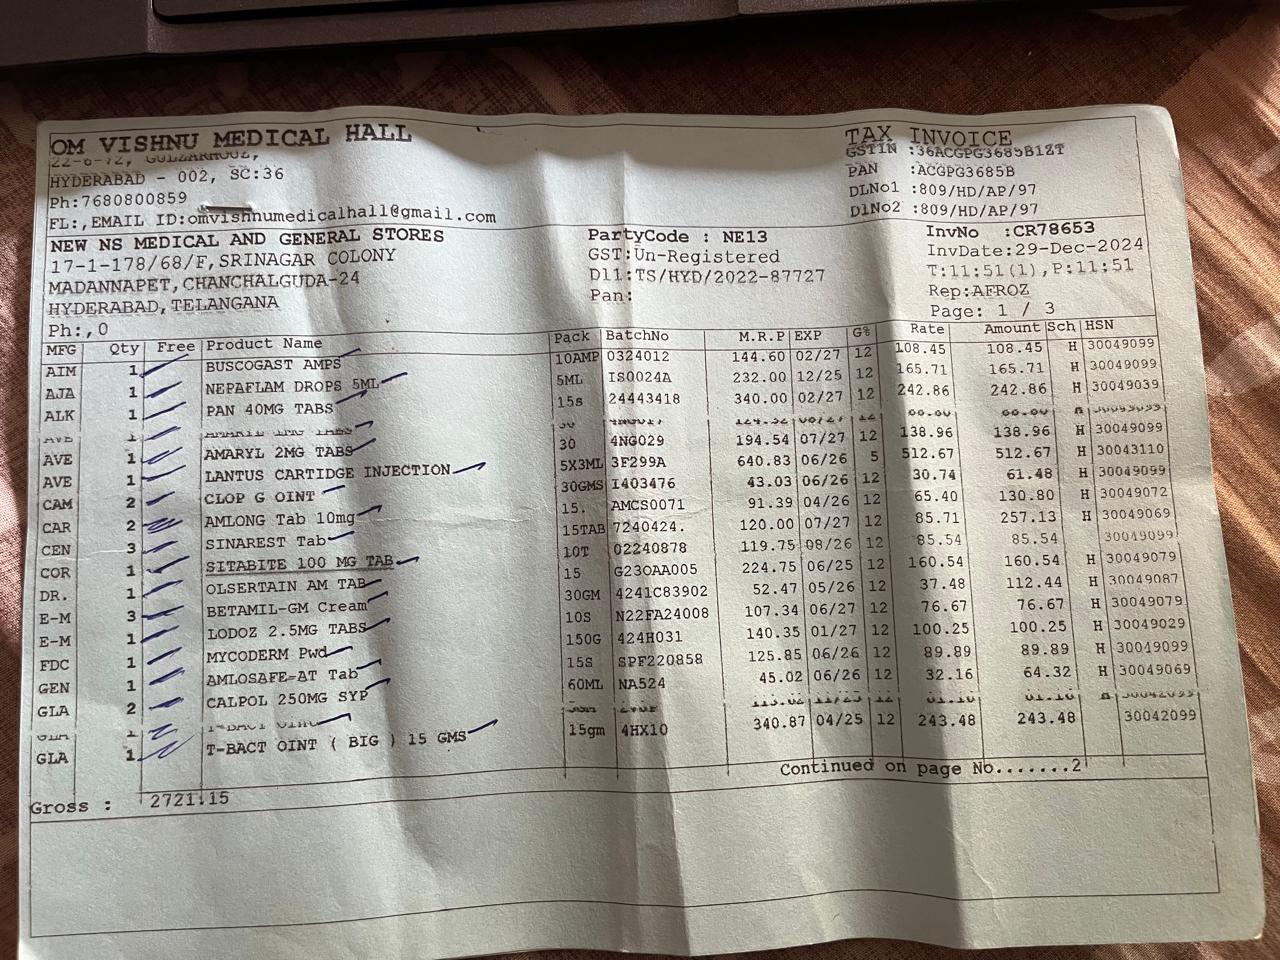 OM VISHNU MEDICAL HALL
TAX INVOICE
22-6-72, GULZARHOUZ,
HYDERABAD - 002, SC:36
Ph:7680800859
FL:,EMAIL ID:omvishnumedicalhall@gmail.com
GSTIN :36ACGPG3685B1ZT
PAN :ACGPG3685B
DLNo1 :809/HD/AP/97
DlNo2 :809/HD/AP/97
NEW NS MEDICAL AND GENERAL STORES
17-1-178/68/F,SRINAGAR COLONY
MADANNAPET,CHANCHALGUDA-24
HYDERABAD,TELANGANA
Ph:,0
PartyCode : NE13
GST:Un-Registered
Dl1:TS/HYD/2022-87727
Pan:
InvNo :CR78653
InvDate:29-Dec-2024
T:11:51(1),P:11:51
Rep:AFROZ
Page: 1 / 3
MFG Qty Free Product Name Pack BatchNo M.R.P EXP G% Rate Amount Sch HSN
AIM 1 BUSCOGAST AMPS 10AMP 0324012 144.60 02/27 12 108.45 108.45 H 30049099
AJA 1 NEPAFLAM DROPS 5ML 5ML IS0024A 232.00 12/25 12 165.71 165.71 H 30049099
ALK 1 PAN 40MG TABS 15s 24443418 340.00 02/27 12 242.86 242.86 H 30049039
AVE 1 TABS 30 12
AVE 1 AMARYL 2MG TABS 30 4NG029 194.54 07/27 12 138.96 138.96 H 30049099
AVE 1 LANTUS CARTIDGE INJECTION 5X3ML 3F299A 640.83 06/26 5 512.67 512.67 H 30043110
CAM 2 CLOP G OINT 30GMS I403476 43.03 06/26 12 30.74 61.48 H 30049099
CAR 2 AMLONG Tab 10mg 15. AMCS0071 91.39 04/26 12 65.40 130.80 H 30049072
CEN 3 SINAREST Tab 15TAB 7240424. 120.00 07/27 12 85.71 257.13 H 30049069
COR 1 SITABITE 100 MG TAB 10T 02240878 119.75 08/26 12 85.54 85.54 30049099
DR. 1 OLSERTAIN AM TAB 15 G23OAA005 224.75 06/25 12 160.54 160.54 H 30049079
E-M 3 BETAMIL-GM Cream 30GM 4241C83902 52.47 05/26 12 37.48 112.44 H 30049087
E-M 1 LODOZ 2.5MG TABS 10S N22FA24008 107.34 06/27 12 76.67 76.67 H 30049079
FDC 1 MYCODERM Pwd 150G 424H031 140.35 01/27 12 100.25 100.25 H 30049029
GEN 1 AMLOSAFE-AT Tab 15S SPF220858 125.85 06/26 12 89.89 89.89 H 30049099
GLA 2 CALPOL 250MG SYP 60ML NA524 45.02 06/26 12 32.16 64.32 H 30049069
GLA 1 T-BACT 12
GLA 1 T-BACT OINT ( BIG ) 15 GMS 15gm 4HX10 340.87 04/25 12 243.48 243.48 30042099
Continued on page No.......2
Gross : 2721.15